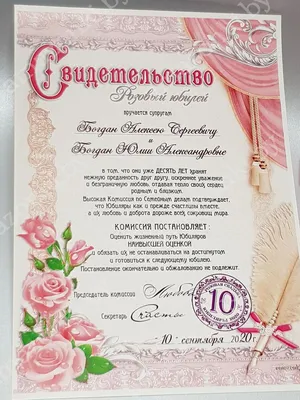 Свидетельство
Розовый юбилей
вручается супругам
Богдан Алексею Сергеевичу
и
Богдан Юлии Александровне
в том, что они уже ДЕСЯТЬ ЛЕТ хранят
нежную преданность друг другу, искреннее уважение
и безграничную любовь, отдавая тепло своих сердец
родным и близким.
Высокая Комиссия по Семейным делам подтверждает,
что Юбиляры как и прежде счастливы вместе,
а их любовь и доброта дороже всех сокровищ мира.
КОМИССИЯ ПОСТАНОВЛЯЕТ:
Оценить жизненный путь Юбиляров
НАИВЫСШЕЙ ОЦЕНКОЙ
и обязать их не останавливаться на достигнутом
и готовиться к следующему юбилею.
Постановление окончательно и обжалованию не подлежит.
Председатель комиссии Любовь
Секретарь Счастье
10
10 сентября 2020г